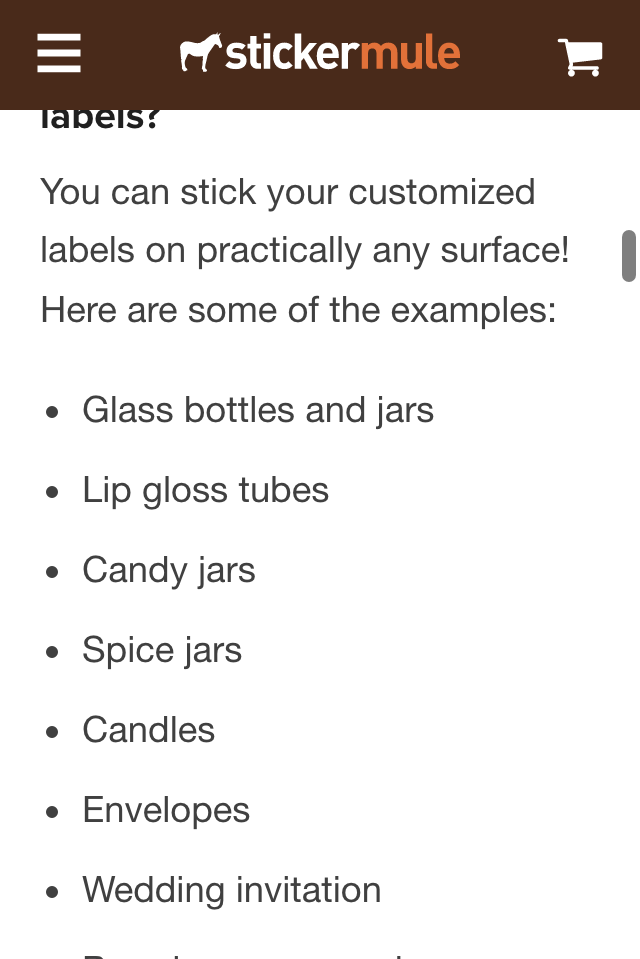 stickermule
labels?
You can stick your customized
labels on practically any surface!
Here are some of the examples:
Glass bottles and jars
Lip gloss tubes
Candy jars
Spice jars
Candles
Envelopes
Wedding invitation